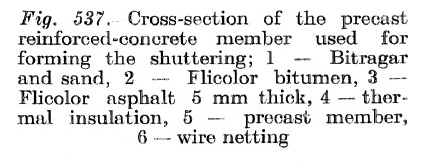 Fig. 537. Cross-section of the precast
reinforced-concrete member used for
forming the shuttering; 1 — Bitragar
and sand, 2 — Flicolor bitumen, 3 —
Flicolor asphalt 5 mm thick, 4 — ther-
mal insulation, 5 — precast member,
6 — wire netting